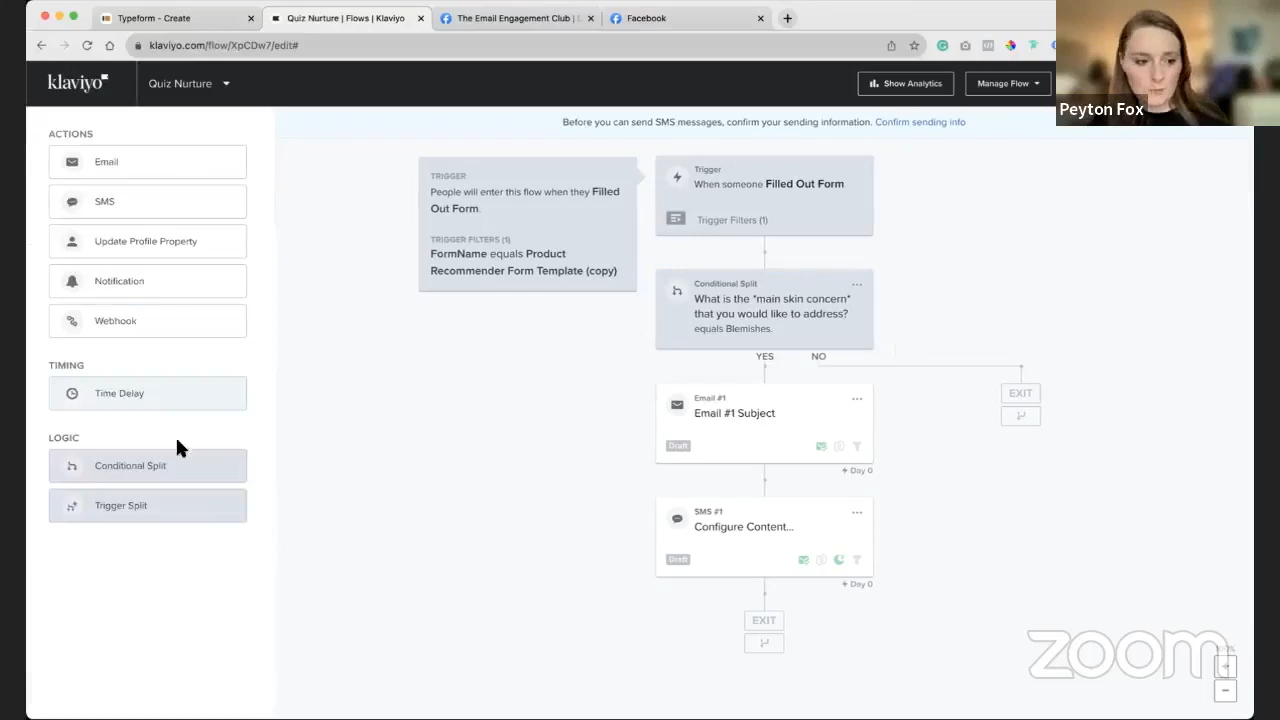 Typeform - Create
Quiz Nurture | Flows | Klaviyo
The Email Engagement Club | L
Facebook
klaviyo.com/flow/XpCDw7/edit#
klaviyo
Quiz Nurture
Show Analytics
Manage Flow
Peyton Fox
Before you can send SMS messages, confirm your sending information. Confirm sending info
ACTIONS
Email
SMS
Update Profile Property
Notification
Webhook
TIMING
Time Delay
LOGIC
Conditional Split
Trigger Split
TRIGGER
People will enter this flow when they Filled
Out Form.
TRIGGER FILTERS (1)
FormName equals Product
Recommender Form Template (copy)
Trigger
When someone Filled Out Form
Trigger Filters (1)
Conditional Split
What is the *main skin concern*
that you would like to address?
equals Blemishes.
YES
NO
EXIT
Email #1
Email #1 Subject
Draft
Day 0
SMS #1
Configure Content...
Draft
Day 0
EXIT
zoom